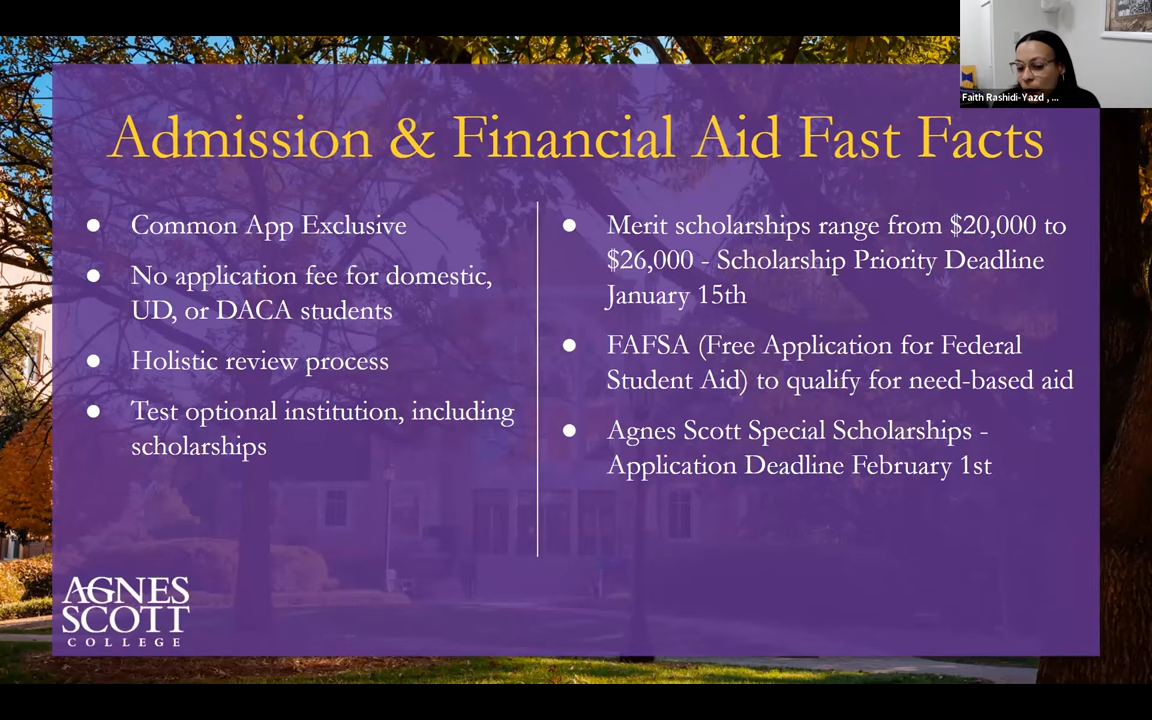 Faith Rashidi-Yazd , ...
Admission & Financial Aid Fast Facts
● Common App Exclusive
● No application fee for domestic,
UD, or DACA students
● Holistic review process
● Test optional institution, including
scholarships
● Merit scholarships range from $20,000 to
$26,000 - Scholarship Priority Deadline
January 15th
● FAFSA (Free Application for Federal
Student Aid) to qualify for need-based aid
● Agnes Scott Special Scholarships -
Application Deadline February 1st
AGNES
SCOTT
COLLEGE